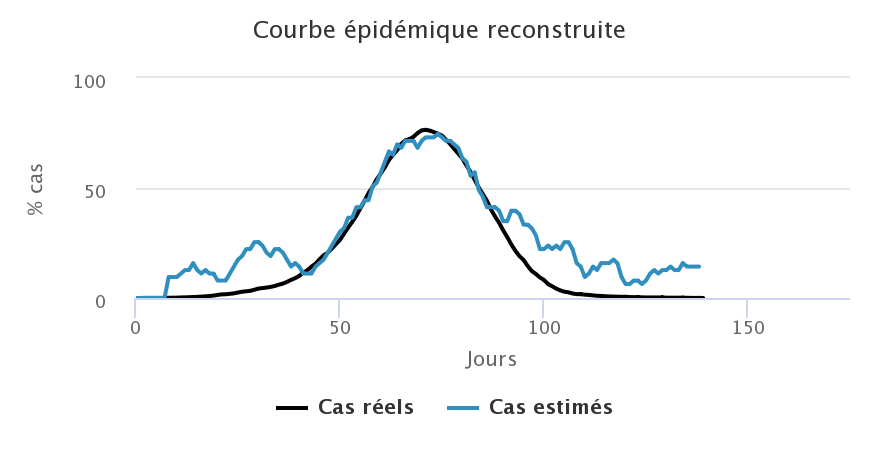 Courbe épidémique reconstruite
100
50
0
% cas
0 50 100 150
Jours
Cas réels Cas estimés